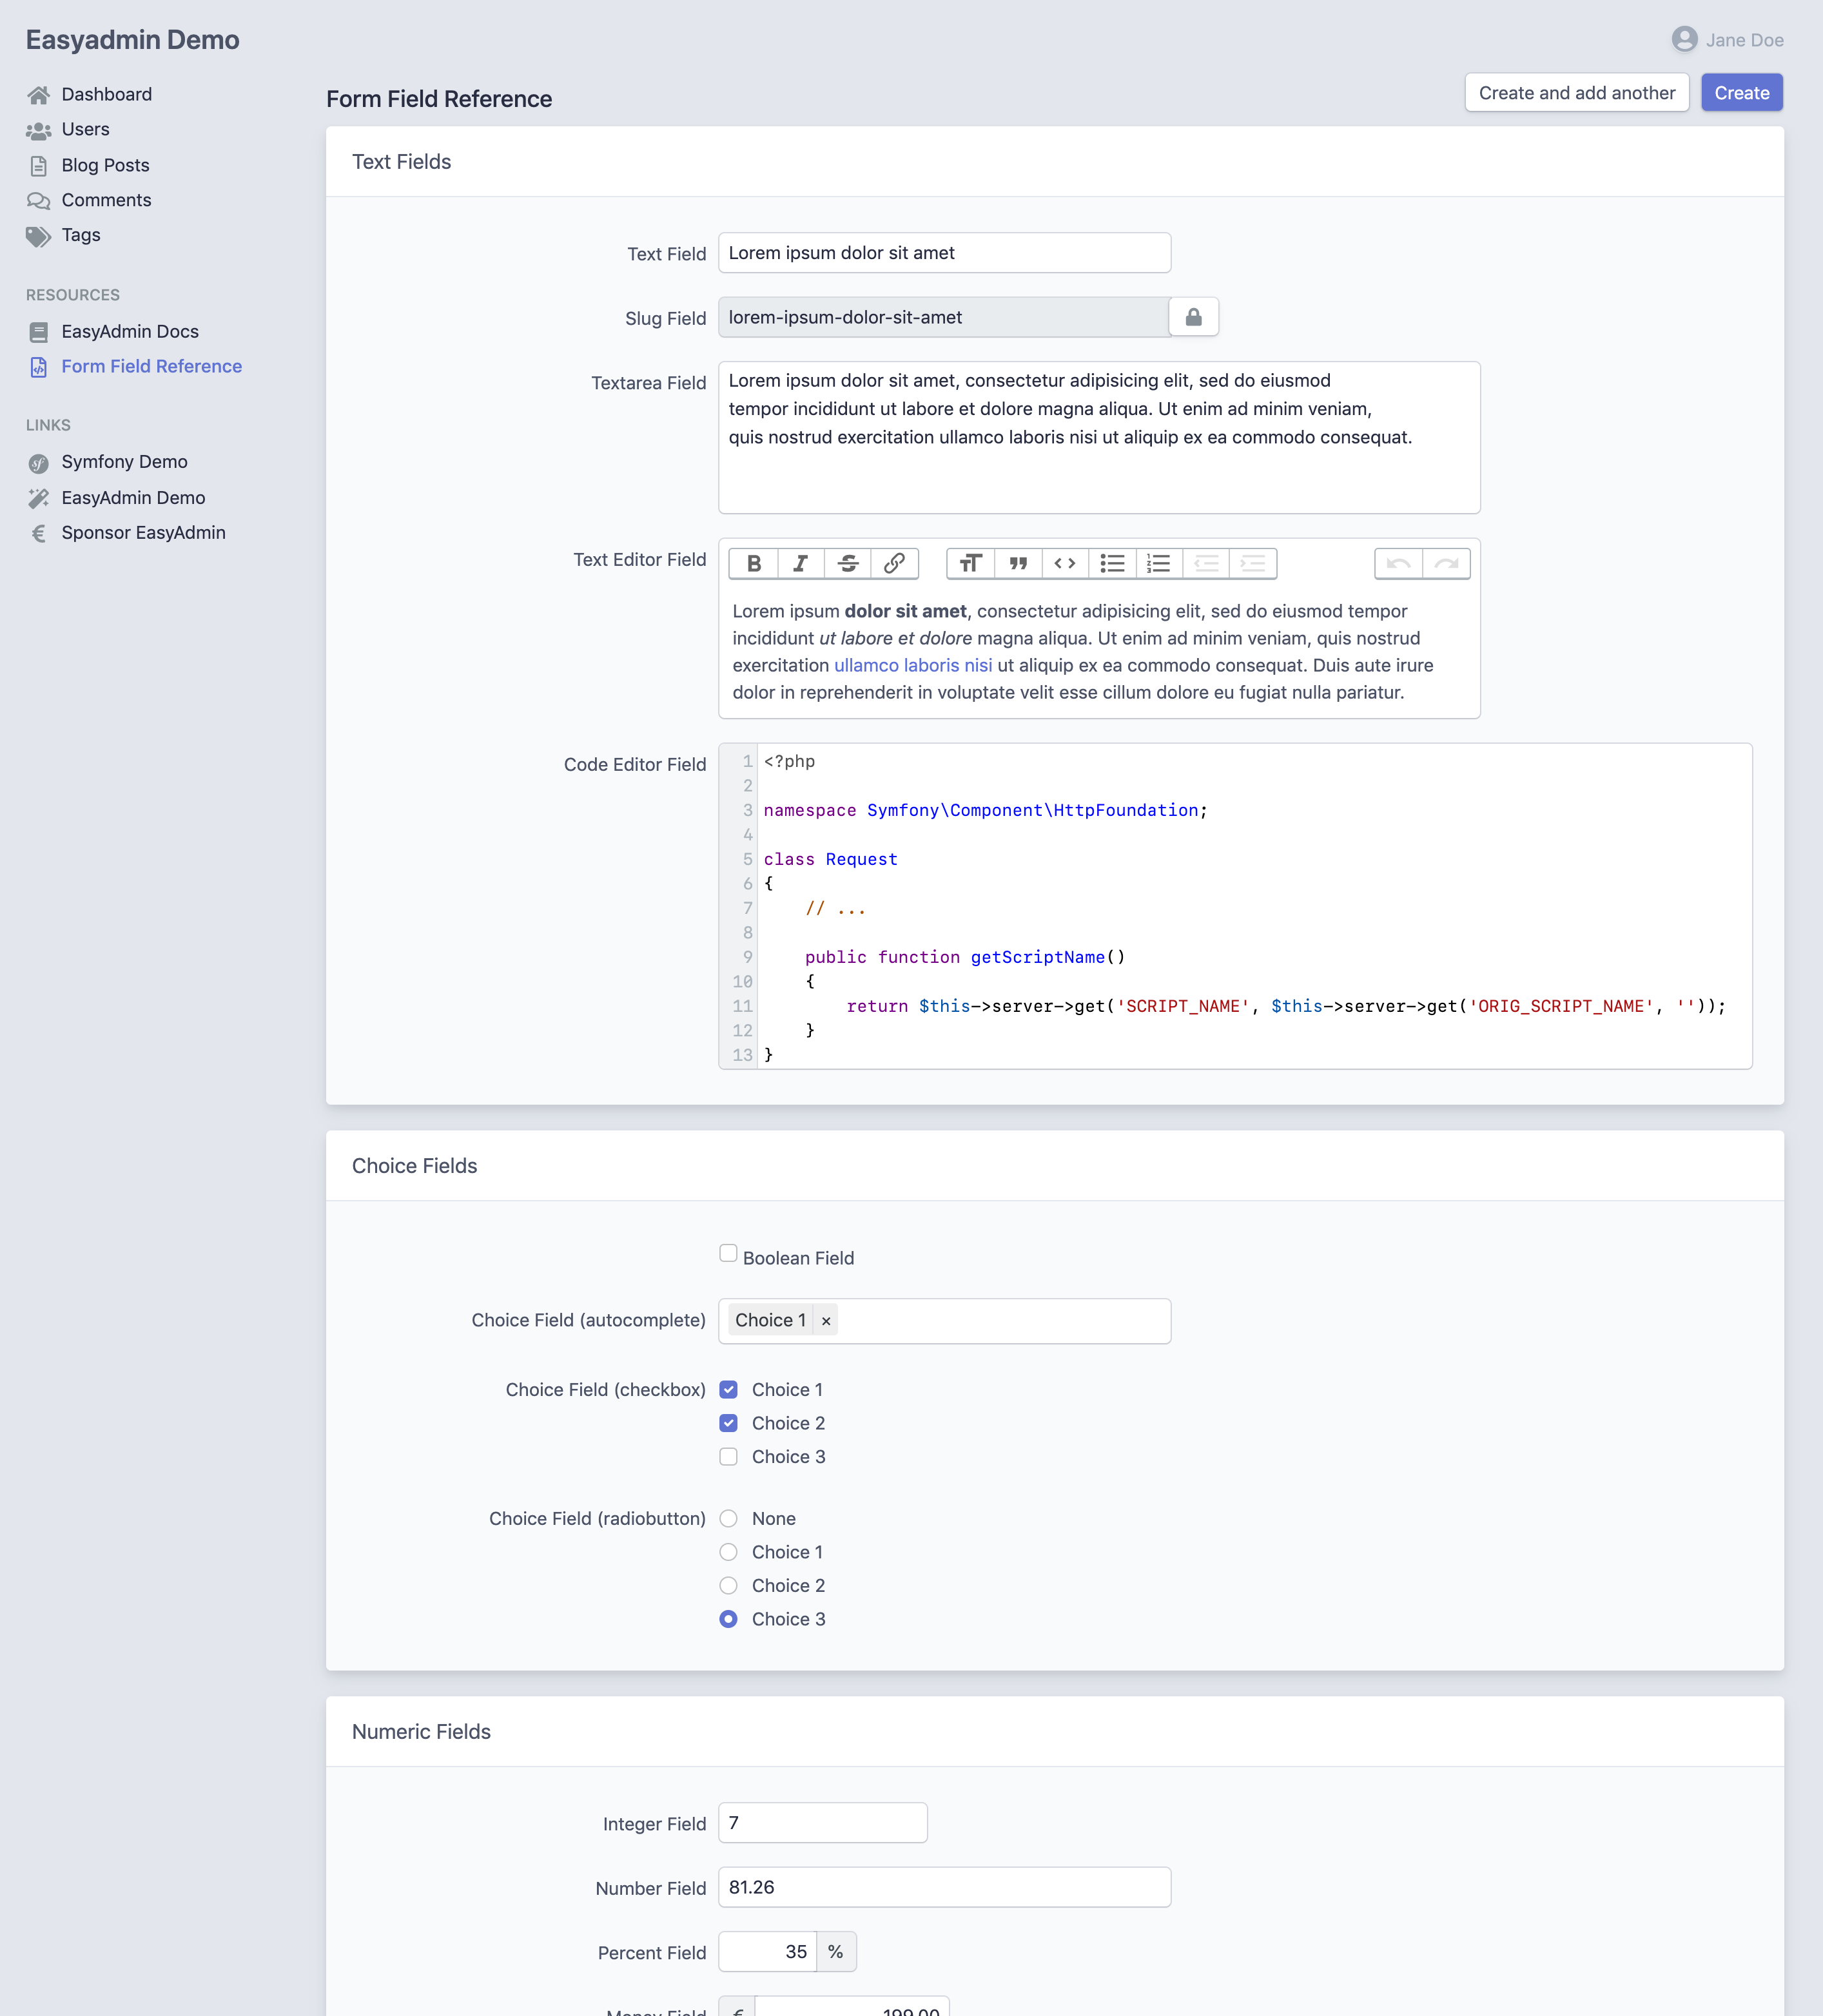 Easyadmin Demo
Jane Doe
Dashboard
Users
Blog Posts
Comments
Tags
RESOURCES
EasyAdmin Docs
Form Field Reference
LINKS
Symfony Demo
EasyAdmin Demo
Sponsor EasyAdmin
Form Field Reference
Create and add another
Create
Text Fields
Text Field
Lorem ipsum dolor sit amet
Slug Field
lorem-ipsum-dolor-sit-amet
Textarea Field
Lorem ipsum dolor sit amet, consectetur adipisicing elit, sed do eiusmod
tempor incididunt ut labore et dolore magna aliqua. Ut enim ad minim veniam,
quis nostrud exercitation ullamco laboris nisi ut aliquip ex ea commodo consequat.
Text Editor Field
Lorem ipsum dolor sit amet, consectetur adipisicing elit, sed do eiusmod tempor
incididunt ut labore et dolore magna aliqua. Ut enim ad minim veniam, quis nostrud
exercitation ullamco laboris nisi ut aliquip ex ea commodo consequat. Duis aute irure
dolor in reprehenderit in voluptate velit esse cillum dolore eu fugiat nulla pariatur.
Code Editor Field
1 <?php
2
3 namespace Symfony\Component\HttpFoundation;
4
5 class Request
6 {
7     // ...
8
9     public function getScriptName()
10     {
11         return $this->server->get('SCRIPT_NAME', $this->server->get('ORIG_SCRIPT_NAME', ''));
12     }
13 }
Choice Fields
Boolean Field
Choice Field (autocomplete)
Choice 1 ×
Choice Field (checkbox)
Choice 1
Choice 2
Choice 3
Choice Field (radiobutton)
None
Choice 1
Choice 2
Choice 3
Numeric Fields
Integer Field
7
Number Field
81.26
Percent Field
35 %
Money Field
€ 199.00